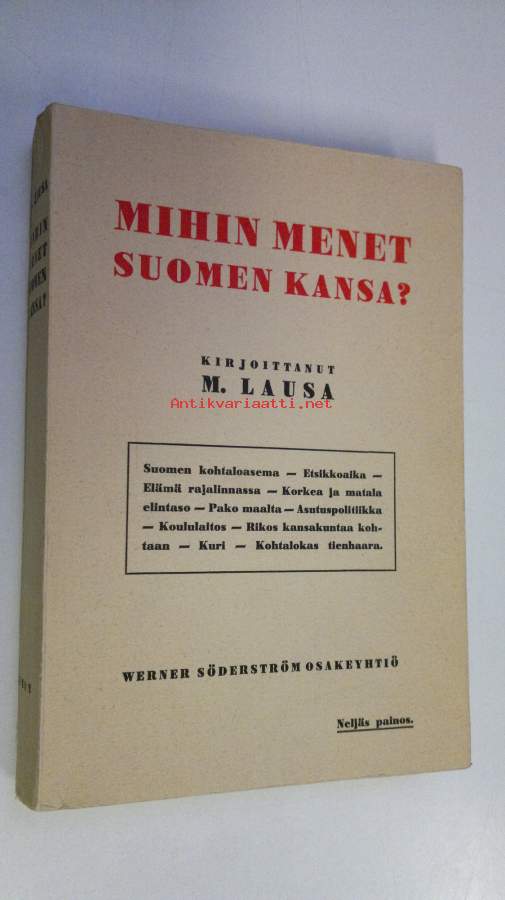 MIHIN MENET
SUOMEN KANSA?
KIRJOITTANUT
M. LAUSA
Antikvariaatti.net
Suomen kohtaloasema — Etsikkoaika —
Elämä rajalinnassa — Korkea ja matala
elintaso — Pako maalta — Asutuspolitiikka
— Koululaitos — Rikos kansakuntaa koh-
taan — Kuri — Kohtalokas tienhaara.
WERNER SÖDERSTRÖM OSAKEYHTIÖ
Neljäs painos.